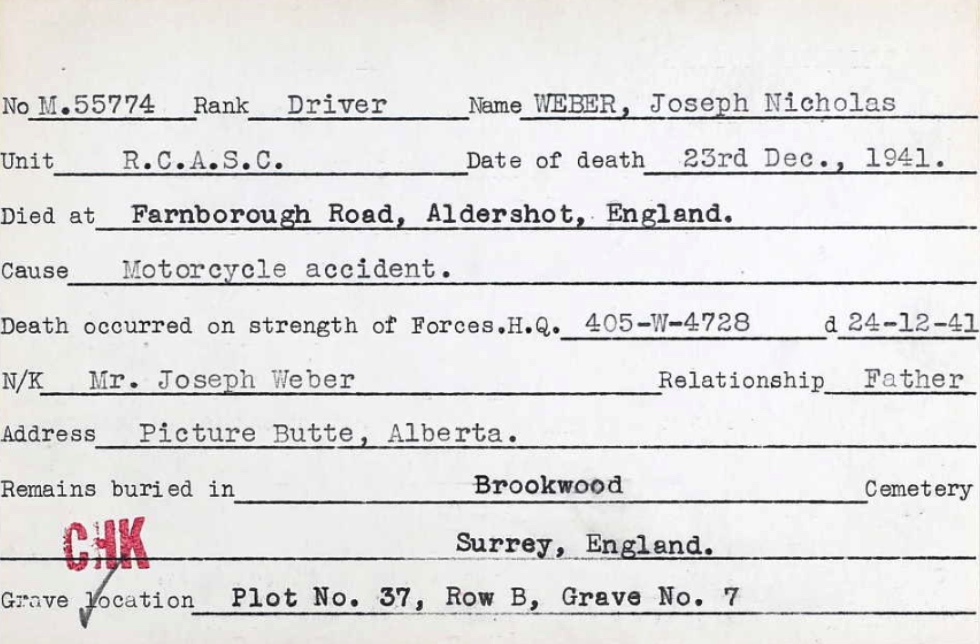 No M.55774 Rank Driver Name WEBER, Joseph Nicholas
Unit R.C.A.S.C. Date of death 23rd Dec., 1941.
Died at Farnborough Road, Aldershot, England.
Cause Motorcycle accident.
Death occurred on strength of Forces.H.Q. 405-W-4728 d 24-12-41
N/K Mr. Joseph Weber Relationship Father
Address Picture Butte, Alberta.
Remains buried in Brookwood Cemetery
CHK Surrey, England.
Grave location Plot No. 37, Row B, Grave No. 7